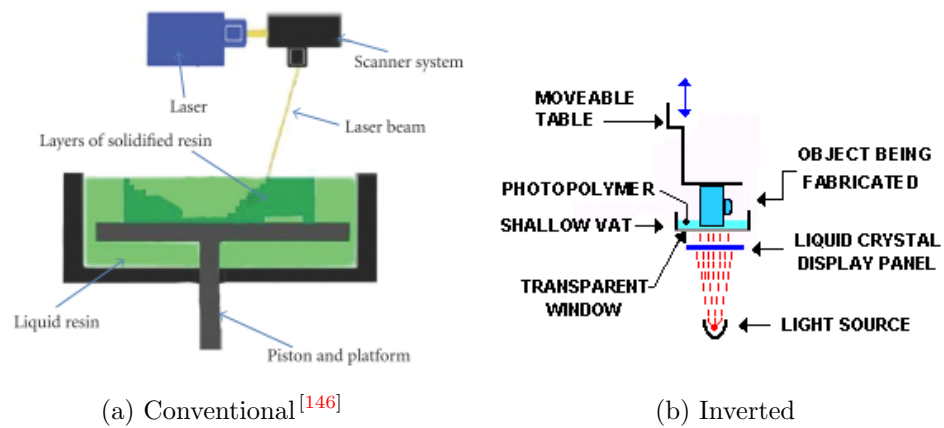 Laser
Scanner system
Laser beam
Layers of solidified resin
Liquid resin
Piston and platform
(a) Conventional[146]
MOVEABLE
TABLE
OBJECT BEING
FABRICATED
PHOTOPOLYMER
SHALLOW VAT
LIQUID CRYSTAL
DISPLAY PANEL
TRANSPARENT
WINDOW
LIGHT SOURCE
(b) Inverted